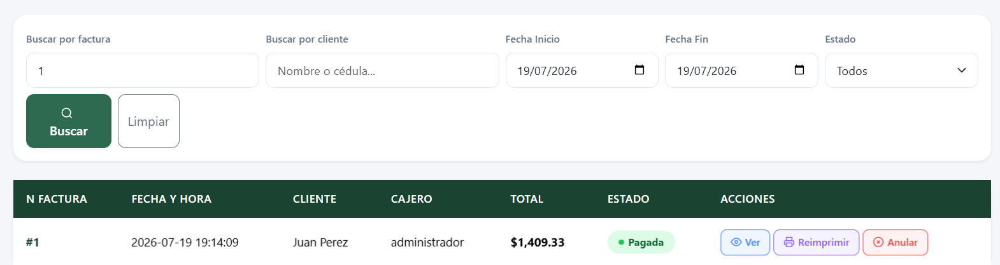 Buscar por factura
Buscar por cliente
Fecha Inicio
Fecha Fin
Estado
1
Nombre o cédula...
19/07/2026
19/07/2026
Todos
Buscar
Limpiar
N FACTURA
FECHA Y HORA
CLIENTE
CAJERO
TOTAL
ESTADO
ACCIONES
#1
2026-07-19 19:14:09
Juan Perez
administrador
$1,409.33
Pagada
Ver
Reimprimir
Anular